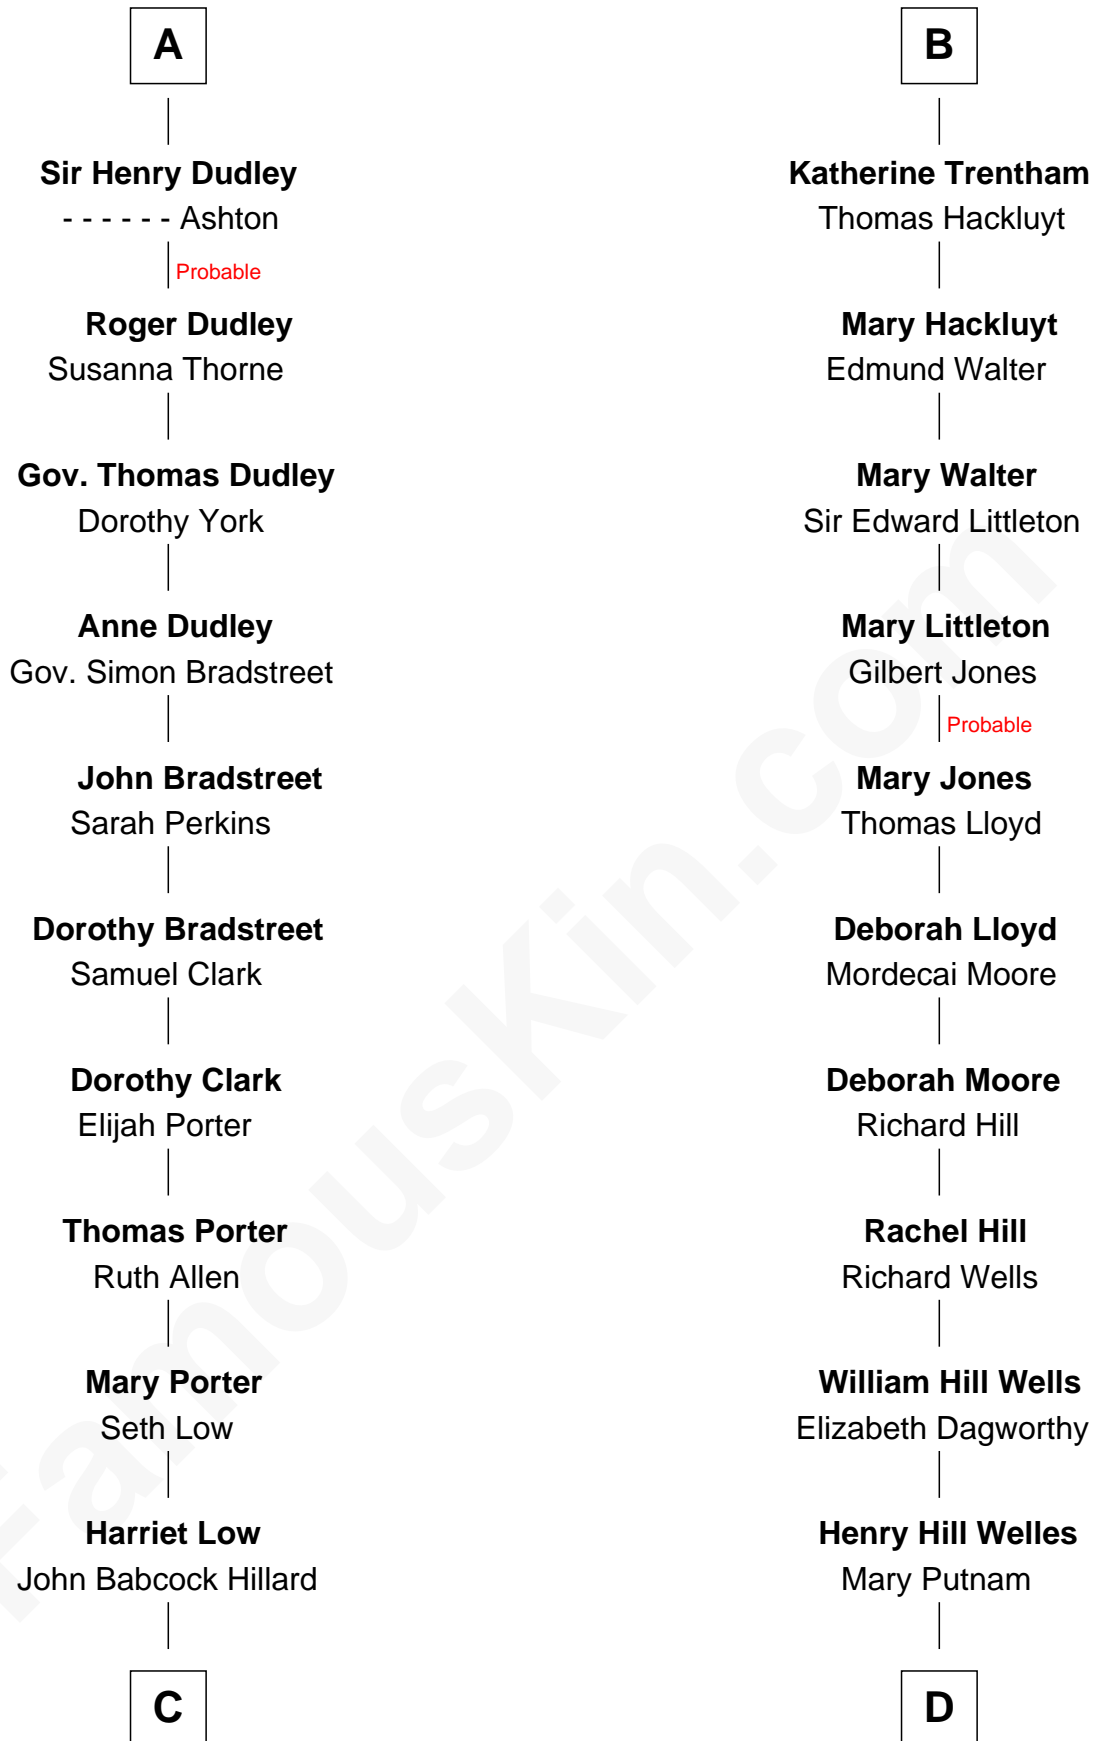 A
Sir Henry Dudley
- - - - - - Ashton
Probable
Roger Dudley
Susanna Thorne
Gov. Thomas Dudley
Dorothy York
Anne Dudley
Gov. Simon Bradstreet
John Bradstreet
Sarah Perkins
Dorothy Bradstreet
Samuel Clark
Dorothy Clark
Elijah Porter
Thomas Porter
Ruth Allen
Mary Porter
Seth Low
Harriet Low
John Babcock Hillard
C
B
Katherine Trentham
Thomas Hackluyt
Mary Hackluyt
Edmund Walter
Mary Walter
Sir Edward Littleton
Mary Littleton
Gilbert Jones
Probable
Mary Jones
Thomas Lloyd
Deborah Lloyd
Mordecai Moore
Deborah Moore
Richard Hill
Rachel Hill
Richard Wells
William Hill Wells
Elizabeth Dagworthy
Henry Hill Welles
Mary Putnam
D
FamousKin.com